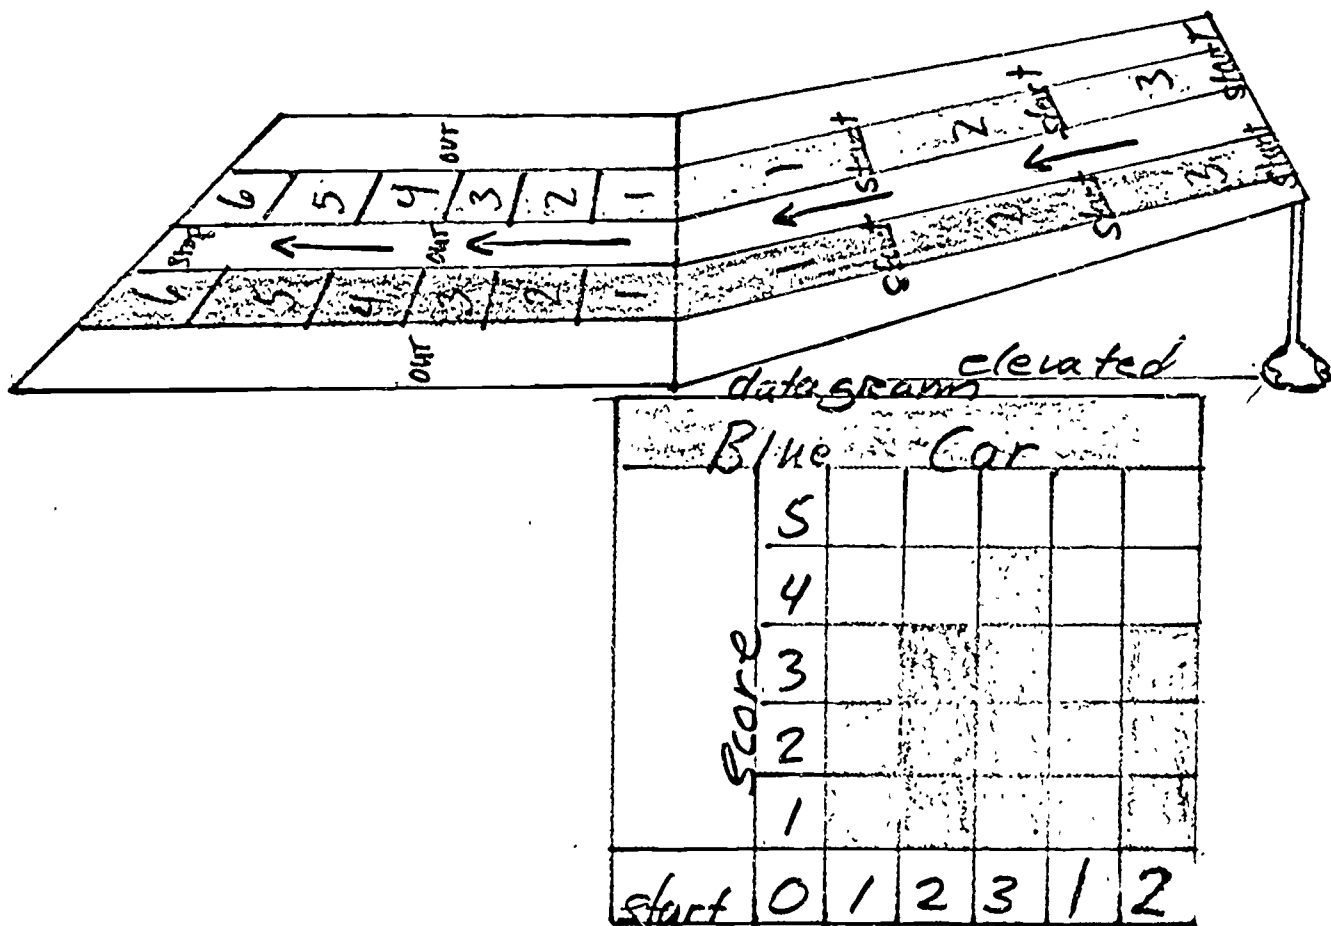 OUT
6 5 4 3 2 1 1 start 2 start 3 start
Stop OUT
6 5 4 3 2 1 1 start 2 start 3 start
OUT
elevated
datagram
Blue Car
5
4
3
2
1
Score
start 0 1 2 3 1 2